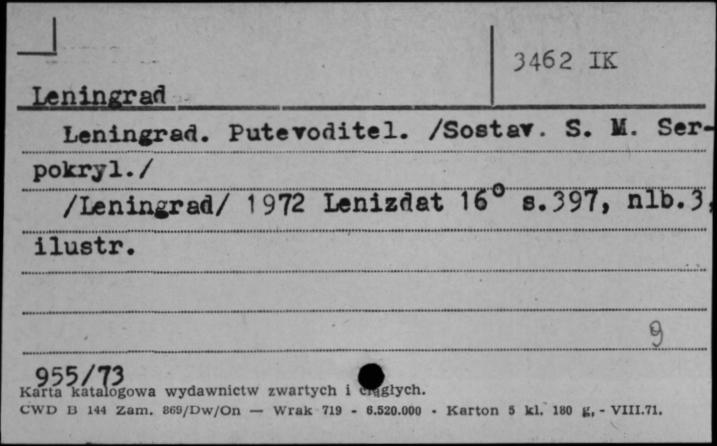 3462 IK
Leningrad
Leningrad. Putevoditel. /Sostav. S. M. Ser-
pokryl./
/Leningrad/ 1972 Lenizdat 16° s.397, nlb.3,
ilustr.
9
955/73
Karta katalogowa wydawnictw zwartych i ciągłych.
CWD B 144 Zam. 869/Dw/On — Wrak 719 - 6.520.000 - Karton 5 kl. 180 g, - VIII.71.